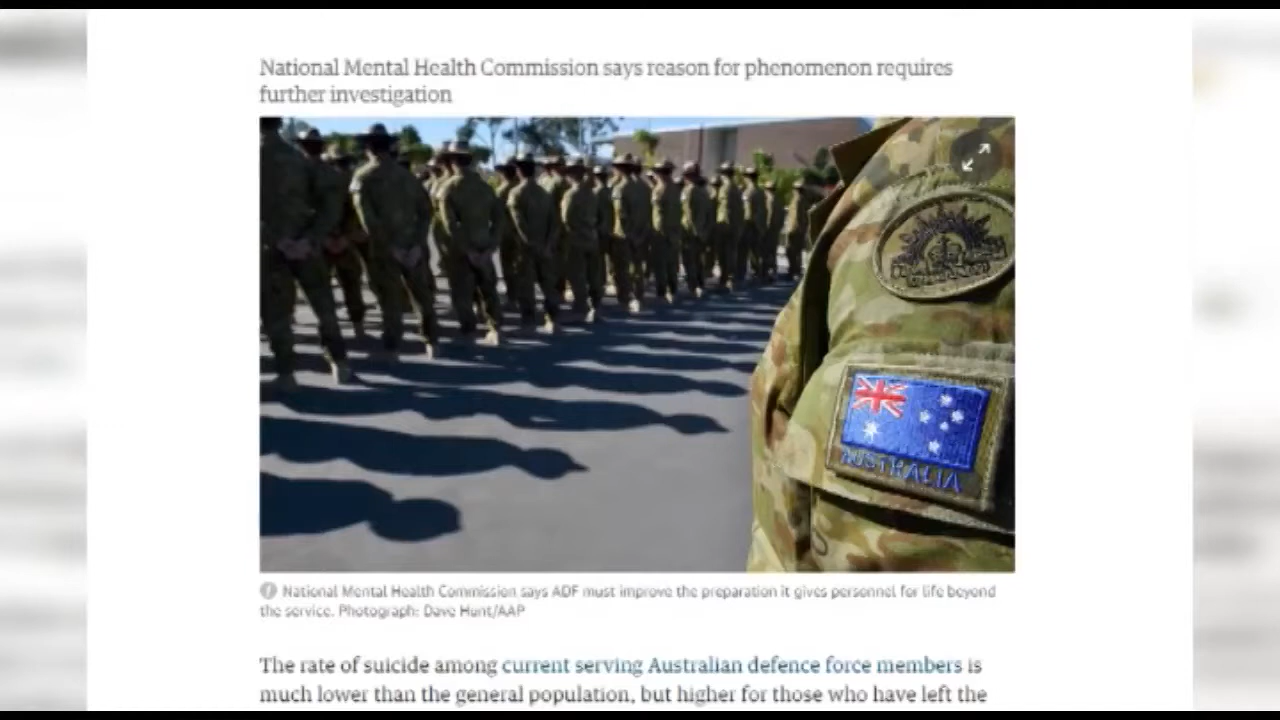 National Mental Health Commission says reason for phenomenon requires
further investigation
AUSTRALIA
National Mental Health Commission says ADF must improve the preparation it gives personnel for life beyond
the service. Photograph: Dave Hunt/AAP
The rate of suicide among current serving Australian defence force members is
much lower than the general population, but higher for those who have left the